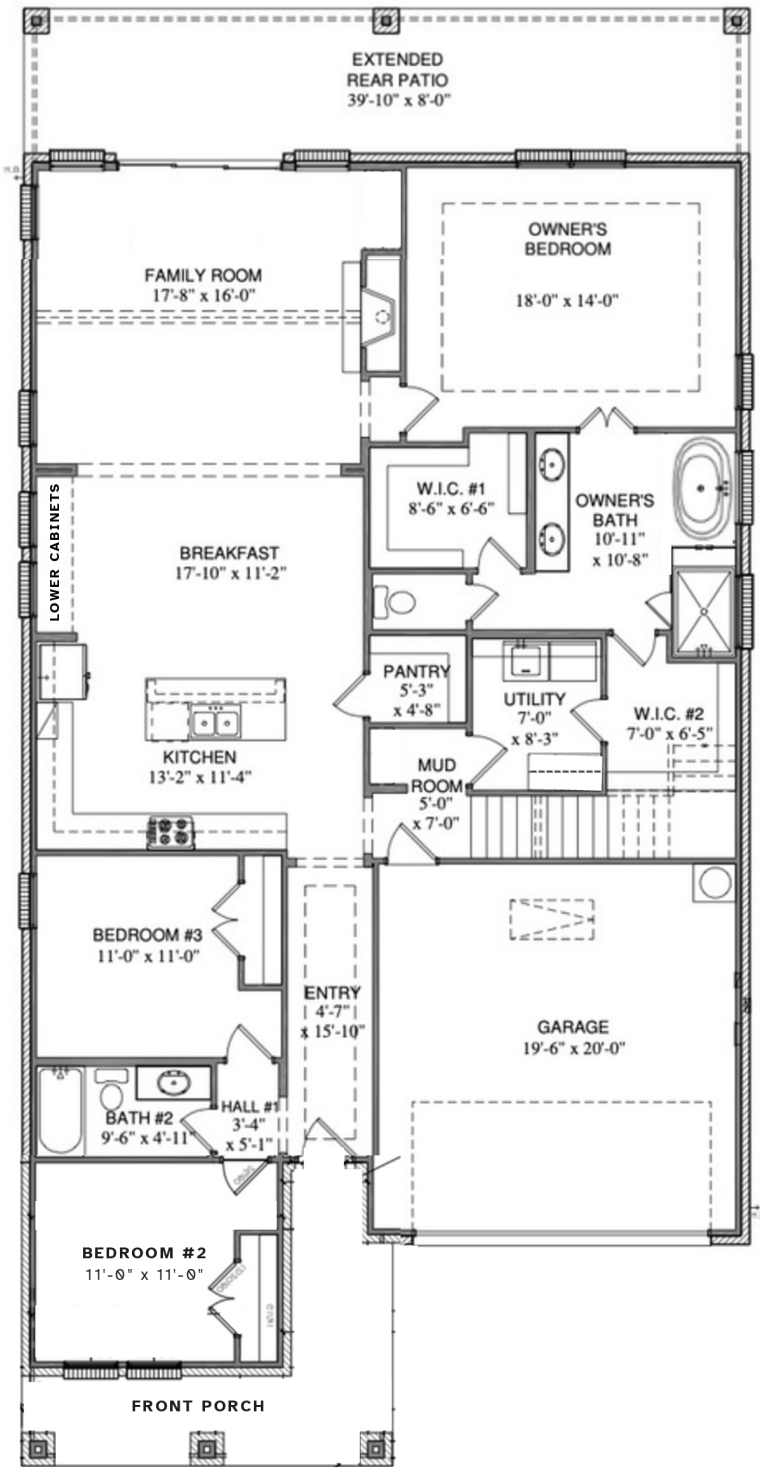 EXTENDED
REAR PATIO
39'-10" x 8'-0"
OWNER'S
BEDROOM
18'-0" x 14'-0"
FAMILY ROOM
17'-8" x 16'-0"
W.I.C. #1
8'-6" x 6'-6"
OWNER'S
BATH
10'-11"
x 10'-8"
LOWER CABINETS
BREAKFAST
17'-10" x 11'-2"
PANTRY
5'-3"
x 4'-8"
UTILITY
7'-0"
x 8'-3"
W.I.C. #2
7'-0" x 6'-5"
KITCHEN
13'-2" x 11'-4"
MUD
ROOM
5'-0"
x 7'-0"
BEDROOM #3
11'-0" x 11'-0"
ENTRY
4'-7"
x 15'-10"
GARAGE
19'-6" x 20'-0"
BATH #2
9'-6" x 4'-11"
HALL #1
3'-4"
x 5'-1"
BEDROOM #2
11'-0" x 11'-0"
FRONT PORCH